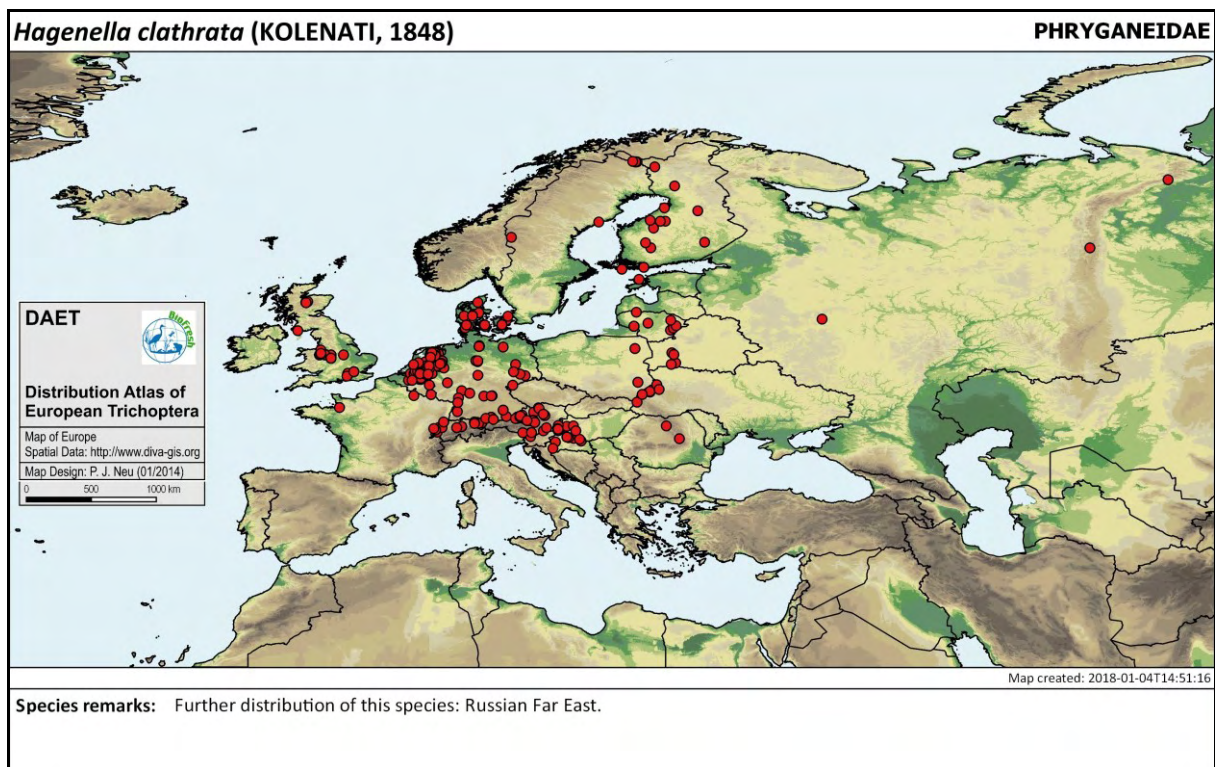 Hagenella clathrata (KOLENATI, 1848)
PHRYGANEIDAE
DAET
BioFresh
Distribution Atlas of
European Trichoptera
Map of Europe
Spatial Data: http://www.diva-gis.org
Map Design: P. J. Neu (01/2014)
0 500 1000 km
Map created: 2018-01-04T14:51:16
Species remarks: Further distribution of this species: Russian Far East.